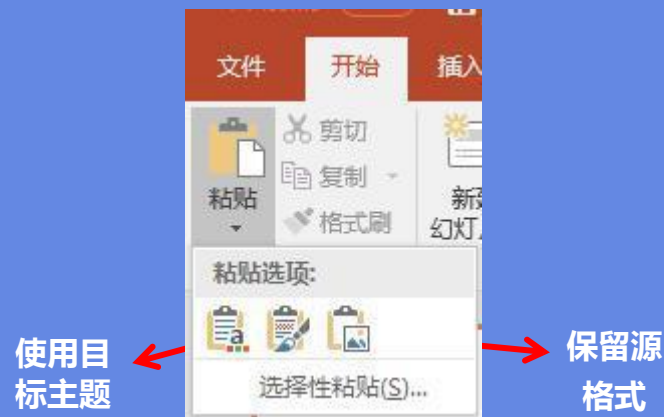 文件 开始 插入
剪切
复制
粘贴
格式刷
新建
幻灯
粘贴选项:
选择性粘贴(S)...
使用目
标主题
保留源
格式